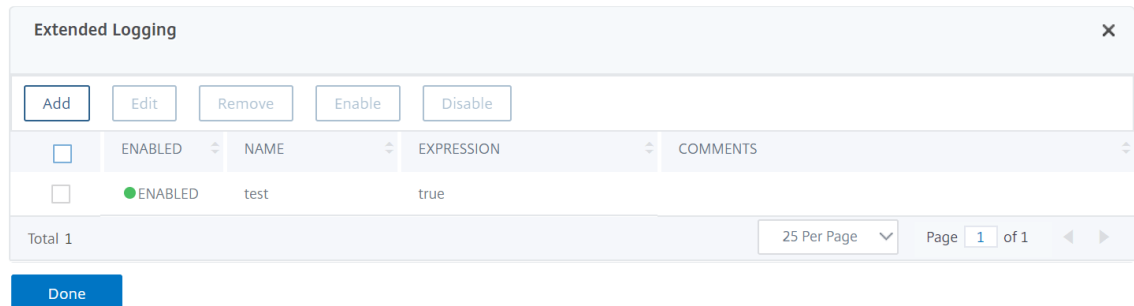 Extended Logging
Add Edit Remove Enable Disable
ENABLED NAME EXPRESSION COMMENTS
ENABLED test true
Total 1 25 Per Page Page 1 of 1
Done